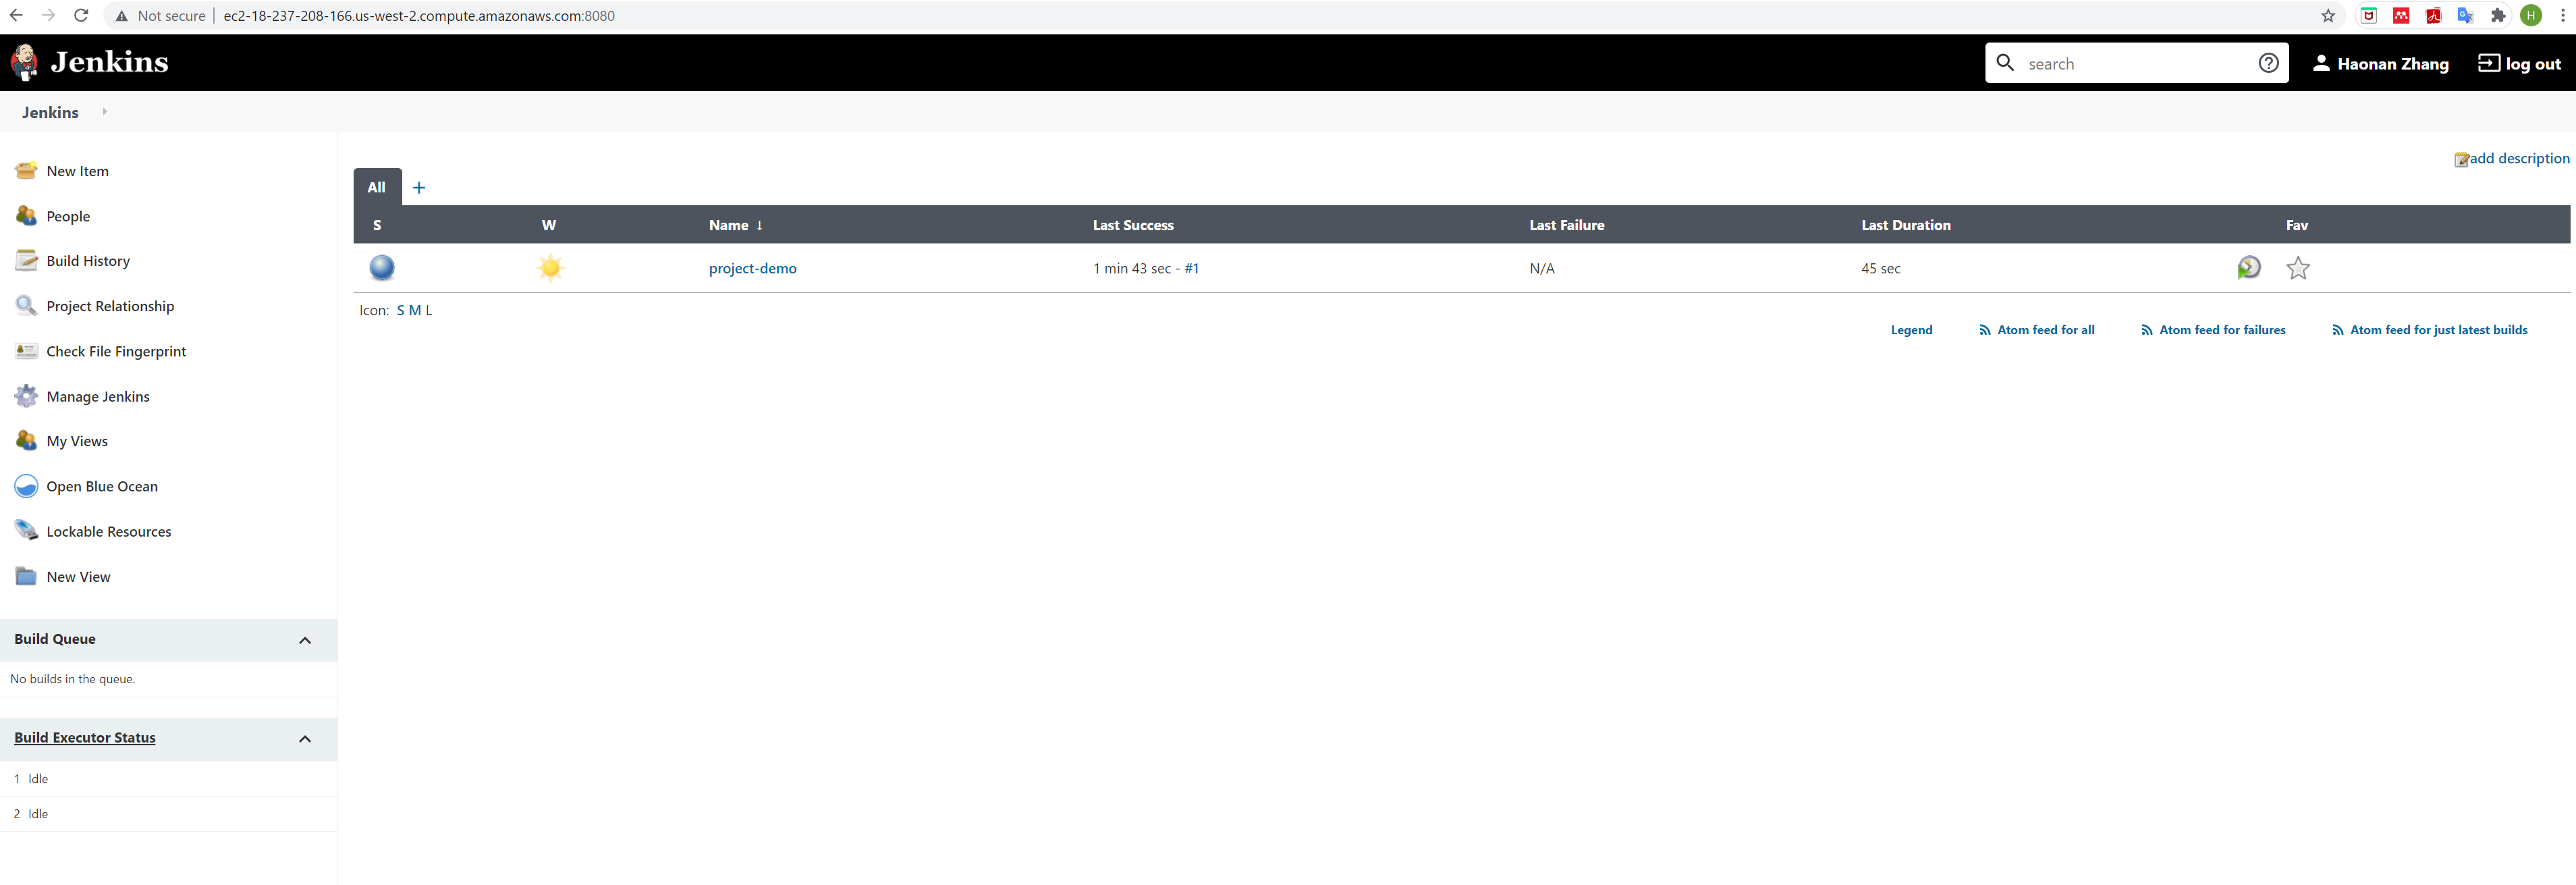 Not secure | ec2-18-237-208-166.us-west-2.compute.amazonaws.com:8080
H
Jenkins
search
Haonan Zhang
log out
Jenkins
New Item
People
Build History
Project Relationship
Check File Fingerprint
Manage Jenkins
My Views
Open Blue Ocean
Lockable Resources
New View
Build Queue
No builds in the queue.
Build Executor Status
1 Idle
2 Idle
add description
All +
S W Name ↓ Last Success Last Failure Last Duration Fav
project-demo 1 min 43 sec - #1 N/A 45 sec
Icon: S M L
Legend Atom feed for all Atom feed for failures Atom feed for just latest builds